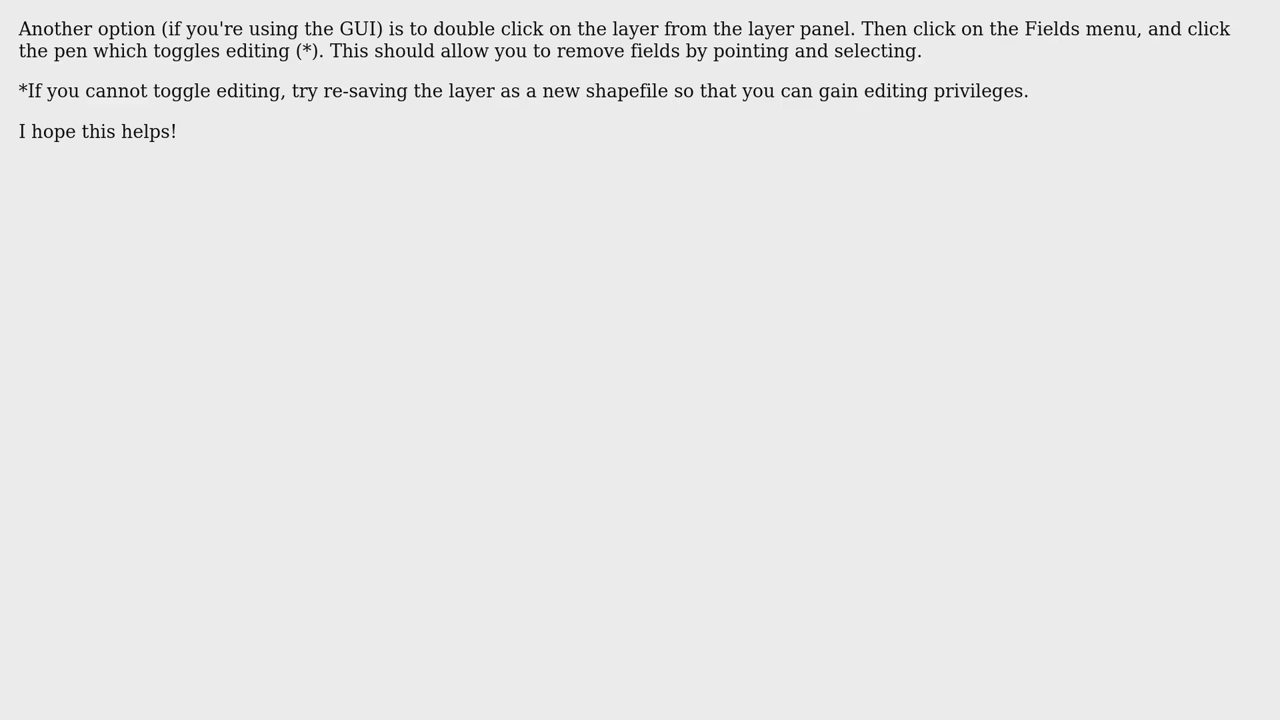 Another option (if you're using the GUI) is to double click on the layer from the layer panel. Then click on the Fields menu, and click
the pen which toggles editing (*). This should allow you to remove fields by pointing and selecting.
*If you cannot toggle editing, try re-saving the layer as a new shapefile so that you can gain editing privileges.
I hope this helps!